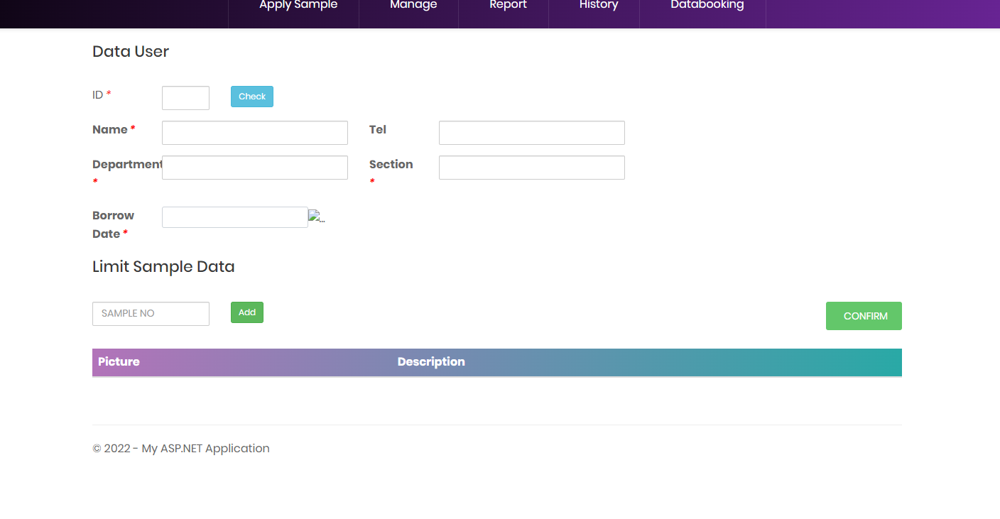 Apply Sample Manage Report History Databooking
Data User
ID * Check
Name * Tel
Department Section
* *
...
Borrow
Date *
Limit Sample Data
SAMPLE NO Add CONFIRM
Picture Description
© 2022 - My ASP.NET Application